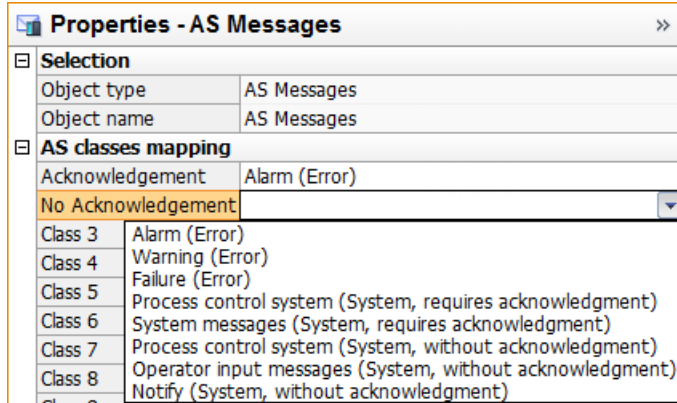 Properties - AS Messages »
Selection
Object type AS Messages
Object name AS Messages
AS classes mapping
Acknowledgement Alarm (Error)
No Acknowledgement
Class 3 Alarm (Error)
Class 4 Warning (Error)
Class 5 Failure (Error)
Process control system (System, requires acknowledgment)
Class 6 System messages (System, requires acknowledgment)
Class 7 Process control system (System, without acknowledgment)
Class 8 Operator input messages (System, without acknowledgment)
Notify (System, without acknowledgment)